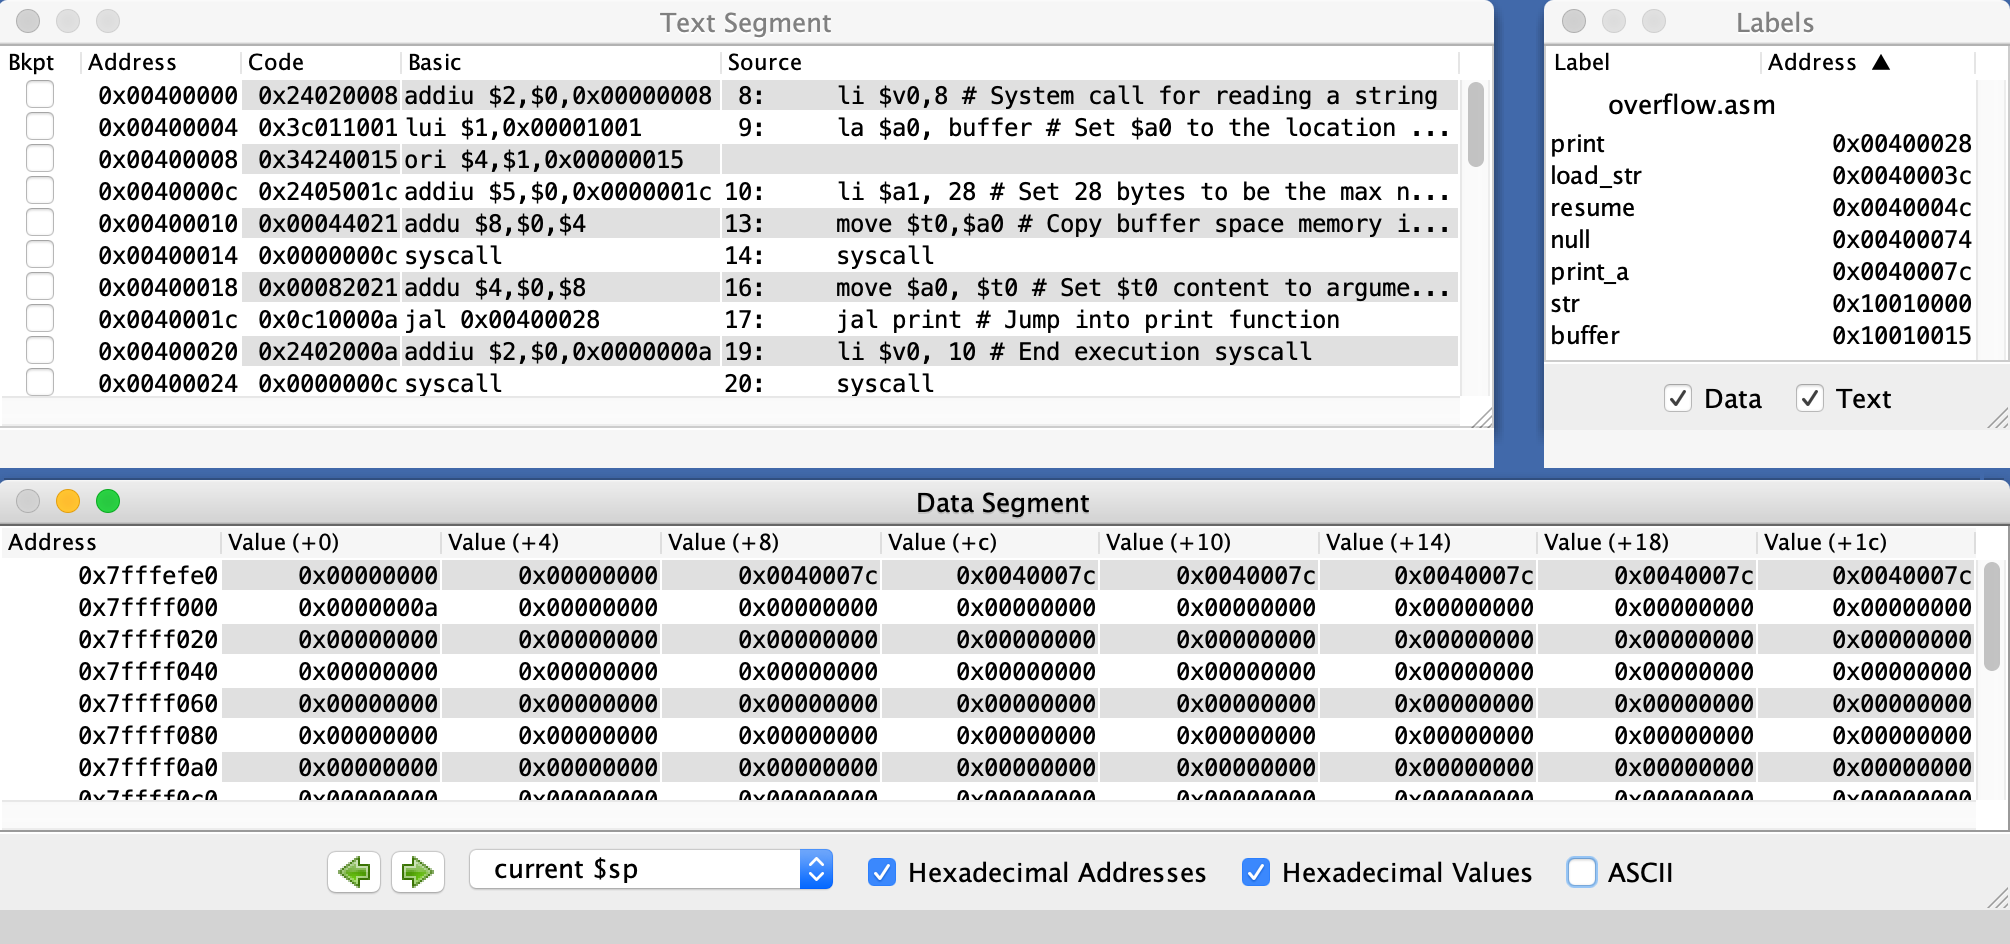 Text Segment
Bkpt Address Code Basic Source
0x00400000 0x24020008 addiu $2,$0,0x00000008 8: li $v0,8 # System call for reading a string
0x00400004 0x3c011001 lui $1,0x00001001 9: la $a0, buffer # Set $a0 to the location ...
0x00400008 0x34240015 ori $4,$1,0x00000015
0x0040000c 0x2405001c addiu $5,$0,0x0000001c 10: li $a1, 28 # Set 28 bytes to be the max n...
0x00400010 0x00044021 addu $8,$0,$4 13: move $t0,$a0 # Copy buffer space memory i...
0x00400014 0x0000000c syscall 14: syscall
0x00400018 0x00082021 addu $4,$0,$8 16: move $a0, $t0 # Set $t0 content to argume...
0x0040001c 0x0c10000a jal 0x00400028 17: jal print # Jump into print function
0x00400020 0x2402000a addiu $2,$0,0x0000000a 19: li $v0, 10 # End execution syscall
0x00400024 0x0000000c syscall 20: syscall
Labels
Label Address ▲
overflow.asm
print 0x00400028
load_str 0x0040003c
resume 0x0040004c
null 0x00400074
print_a 0x0040007c
str 0x10010000
buffer 0x10010015
Data Text
Data Segment
Address Value (+0) Value (+4) Value (+8) Value (+c) Value (+10) Value (+14) Value (+18) Value (+1c)
0x7fffefe0 0x00000000 0x00000000 0x0040007c 0x0040007c 0x0040007c 0x0040007c 0x0040007c 0x0040007c
0x7ffff000 0x0000000a 0x00000000 0x00000000 0x00000000 0x00000000 0x00000000 0x00000000 0x00000000
0x7ffff020 0x00000000 0x00000000 0x00000000 0x00000000 0x00000000 0x00000000 0x00000000 0x00000000
0x7ffff040 0x00000000 0x00000000 0x00000000 0x00000000 0x00000000 0x00000000 0x00000000 0x00000000
0x7ffff060 0x00000000 0x00000000 0x00000000 0x00000000 0x00000000 0x00000000 0x00000000 0x00000000
0x7ffff080 0x00000000 0x00000000 0x00000000 0x00000000 0x00000000 0x00000000 0x00000000 0x00000000
0x7ffff0a0 0x00000000 0x00000000 0x00000000 0x00000000 0x00000000 0x00000000 0x00000000 0x00000000
0x7ffff0c0 0x00000000 0x00000000 0x00000000 0x00000000 0x00000000 0x00000000 0x00000000 0x00000000
current $sp Hexadecimal Addresses Hexadecimal Values ASCII